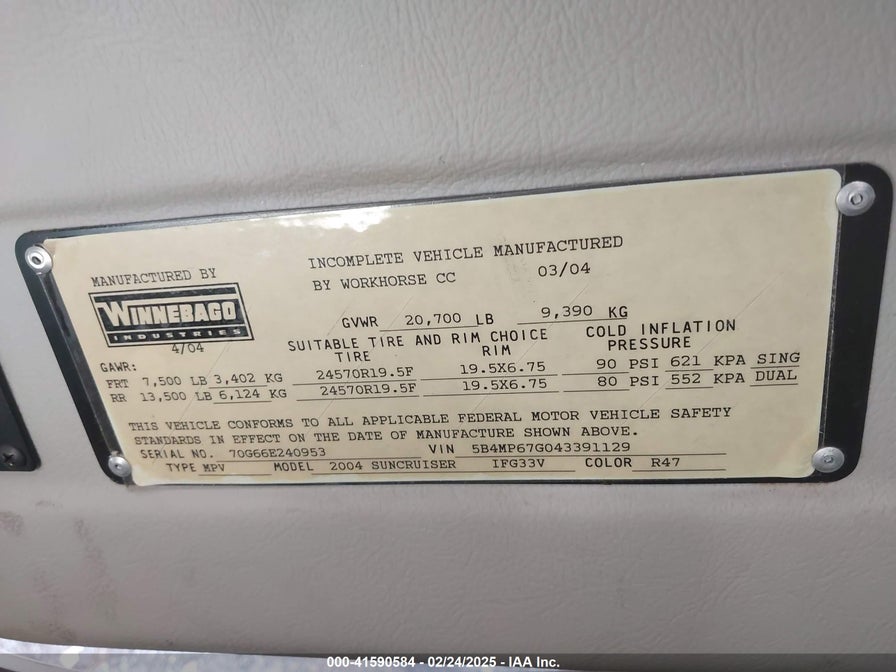 INCOMPLETE VEHICLE MANUFACTURED
BY WORKHORSE CC 03/04
MANUFACTURED BY
WINNEBAGO
INDUSTRIES
4/04
GVWR 20,700 LB 9,390 KG
SUITABLE TIRE AND RIM CHOICE COLD INFLATION
TIRE RIM PRESSURE
GAWR:
FRT 7,500 LB 3,402 KG 24570R19.5F 19.5X6.75 90 PSI 621 KPA SING
RR 13,500 LB 6,124 KG 24570R19.5F 19.5X6.75 80 PSI 552 KPA DUAL
THIS VEHICLE CONFORMS TO ALL APPLICABLE FEDERAL MOTOR VEHICLE SAFETY
STANDARDS IN EFFECT ON THE DATE OF MANUFACTURE SHOWN ABOVE.
SERIAL NO. 70G66E240953 VIN 5B4MP67G043391129
TYPE MPV MODEL 2004 SUNCRUISER IFG33V COLOR R47
000-41590584 - 02/24/2025 - IAA Inc.